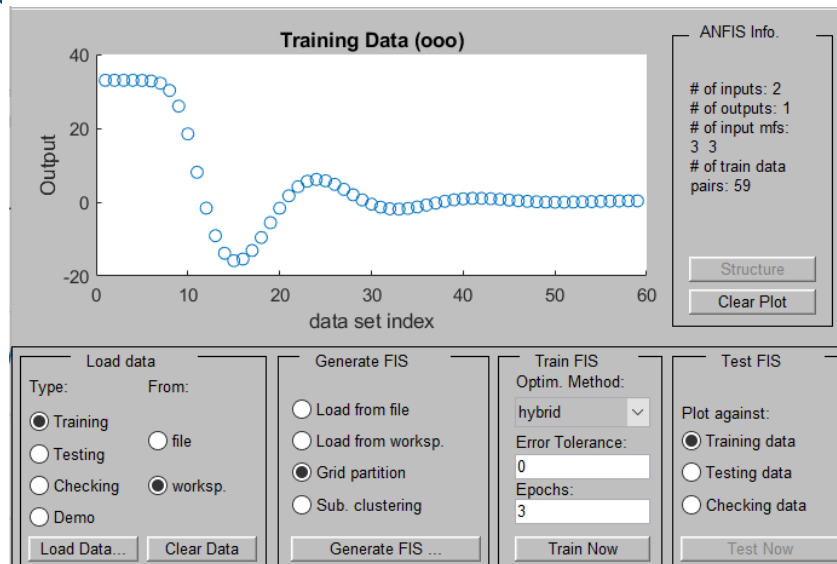 Training Data (ooo)
40
20
0
-20
Output
0
10
20
30
40
50
60
data set index
ANFIS Info.
# of inputs: 2
# of outputs: 1
# of input mfs:
3 3
# of train data
pairs: 59
Structure
Clear Plot
Load data
Type:
From:
Training
Testing
Checking
Demo
file
worksp.
Load Data...
Clear Data
Generate FIS
Load from file
Load from worksp.
Grid partition
Sub. clustering
Generate FIS ...
Train FIS
Optim. Method:
hybrid
Error Tolerance:
0
Epochs:
3
Train Now
Test FIS
Plot against:
Training data
Testing data
Checking data
Test Now